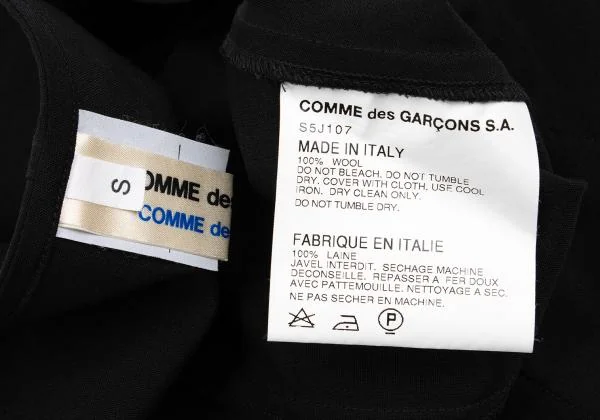 S
OMME des
COMME de
COMME des GARÇONS S.A.
S5J107
MADE IN ITALY
100% WOOL
DO NOT BLEACH. DO NOT TUMBLE
DRY. COVER WITH CLOTH. USE COOL
IRON. DRY CLEAN ONLY.
DO NOT TUMBLE DRY.
FABRIQUE EN ITALIE
100% LAINE
JAVEL INTERDIT. SECHAGE MACHINE
DECONSEILLE. REPASSER A FER DOUX
AVEC PATTEMOUILLE. NETTOYAGE A SEC.
NE PAS SECHER EN MACHINE.
P